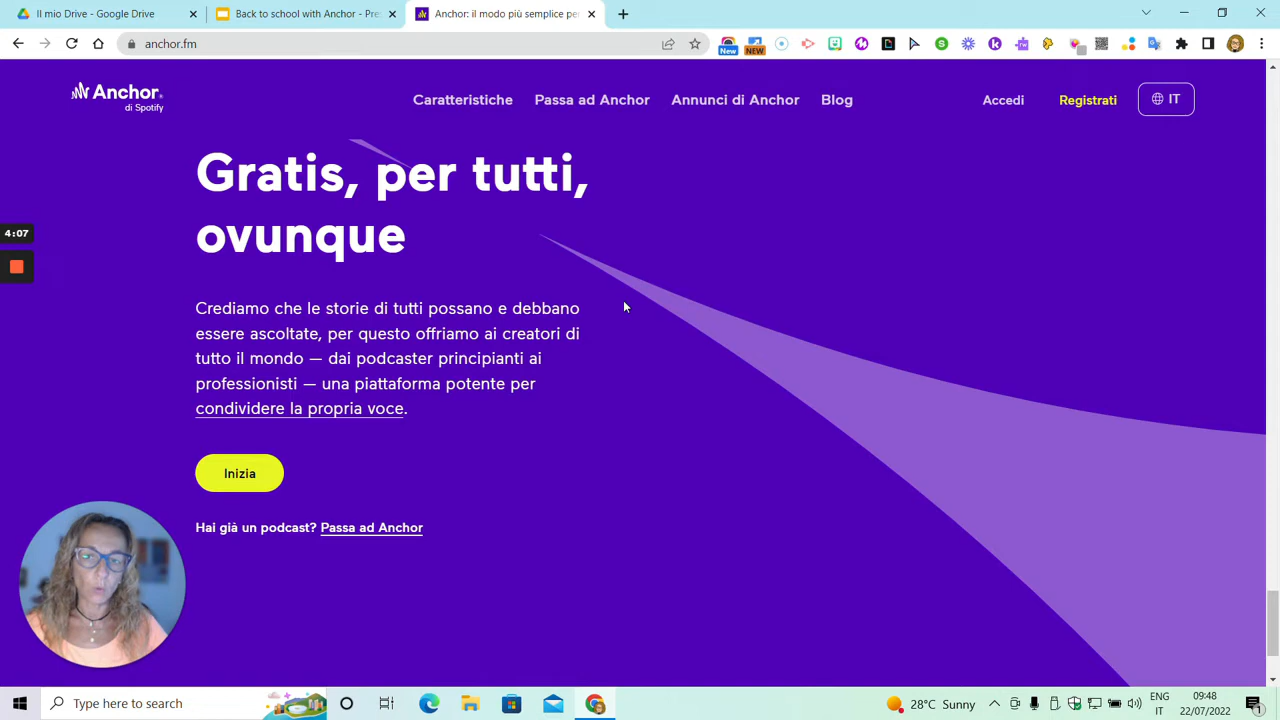 Il mio Drive - Google Drive
Back to School! - Pe
Anchor: il modo più semplice per
anchor.fm
New
NEW
Anchor
di Spotify
Caratteristiche
Passa ad Anchor
Annunci di Anchor
Blog
Accedi
Registrati
IT
Gratis, per tutti,
ovunque
4:07
Crediamo che le storie di tutti possano e debbano
essere ascoltate, per questo offriamo ai creatori di
tutto il mondo — dai podcaster principianti ai
professionisti — una piattaforma potente per
condividere la propria voce.
Inizia
Hai già un podcast? Passa ad Anchor
Type here to search
28°C Sunny
ENG
IT
09:48
22/07/2022
1